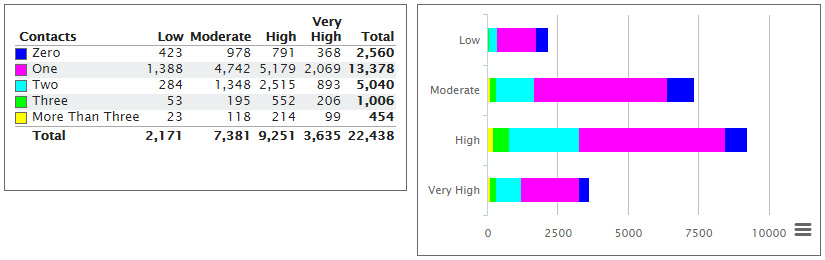 Very
Contacts Low Moderate High High Total
Zero 423 978 791 368 2,560
One 1,388 4,742 5,179 2,069 13,378
Two 284 1,348 2,515 893 5,040
Three 53 195 552 206 1,006
More Than Three 23 118 214 99 454
Total 2,171 7,381 9,251 3,635 22,438
Low
Moderate
High
Very High
0 2500 5000 7500 10000